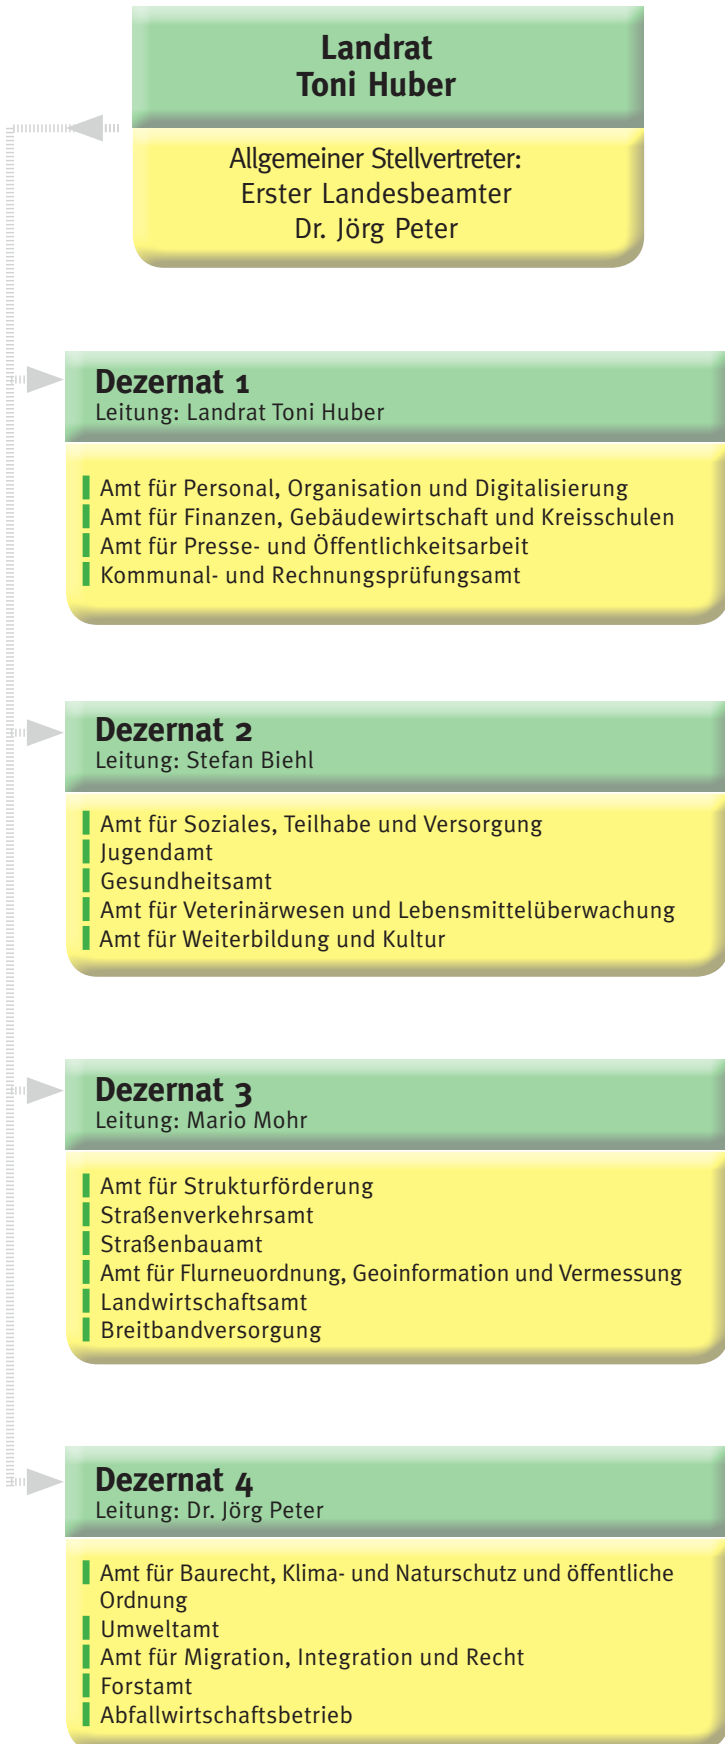 Landrat
Toni Huber
Allgemeiner Stellvertreter:
Erster Landesbeamter
Dr. Jörg Peter
Dezernat 1
Leitung: Landrat Toni Huber
Amt für Personal, Organisation und Digitalisierung
Amt für Finanzen, Gebäudewirtschaft und Kreisschulen
Amt für Presse- und Öffentlichkeitsarbeit
Kommunal- und Rechnungsprüfungsamt
Dezernat 2
Leitung: Stefan Biehl
Amt für Soziales, Teilhabe und Versorgung
Jugendamt
Gesundheitsamt
Amt für Veterinärwesen und Lebensmittelüberwachung
Amt für Weiterbildung und Kultur
Dezernat 3
Leitung: Mario Mohr
Amt für Strukturförderung
Straßenverkehrsamt
Straßenbauamt
Amt für Flurneuordnung, Geoinformation und Vermessung
Landwirtschaftsamt
Breitbandversorgung
Dezernat 4
Leitung: Dr. Jörg Peter
Amt für Baurecht, Klima- und Naturschutz und öffentliche
Ordnung
Umweltamt
Amt für Migration, Integration und Recht
Forstamt
Abfallwirtschaftsbetrieb